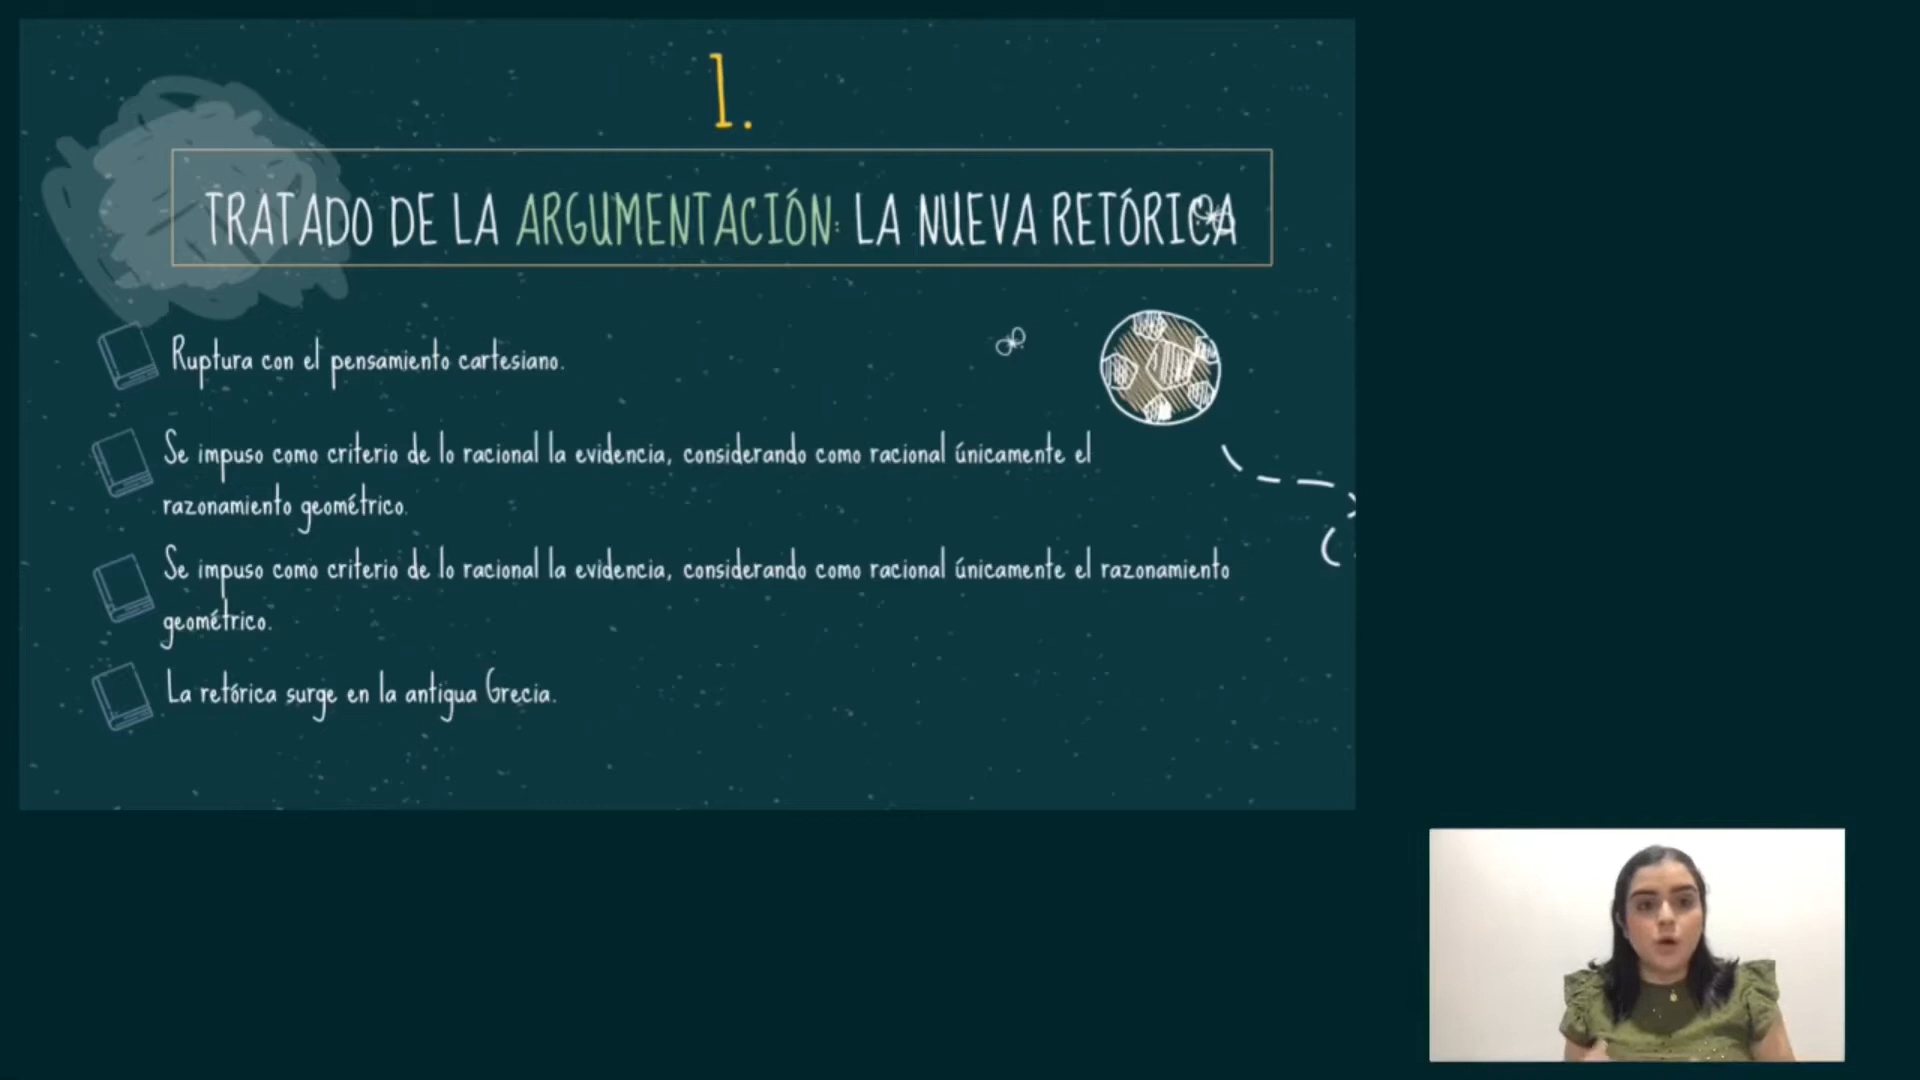 1.
TRATADO DE LA ARGUMENTACIÓN: LA NUEVA RETÓRICA
Ruptura con el pensamiento cartesiano.
Se impuso como criterio de lo racional la evidencia, considerando como racional únicamente el
razonamiento geométrico.
Se impuso como criterio de lo racional la evidencia, considerando como racional únicamente el razonamiento
geométrico.
La retórica surge en la antigua Grecia.